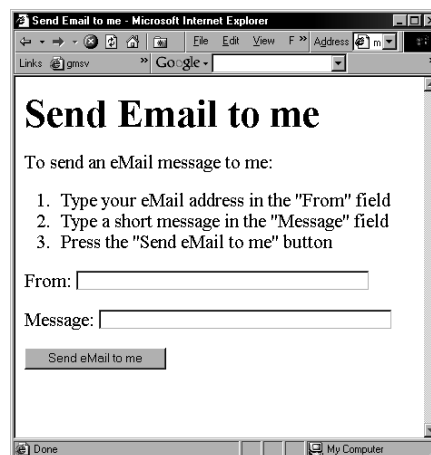 Send Email to me - Microsoft Internet Explorer
File Edit View F » Address m
Links gmsv » Google
Send Email to me
To send an eMail message to me:
1. Type your eMail address in the "From" field
2. Type a short message in the "Message" field
3. Press the "Send eMail to me" button
From:
Message:
Send eMail to me
Done My Computer